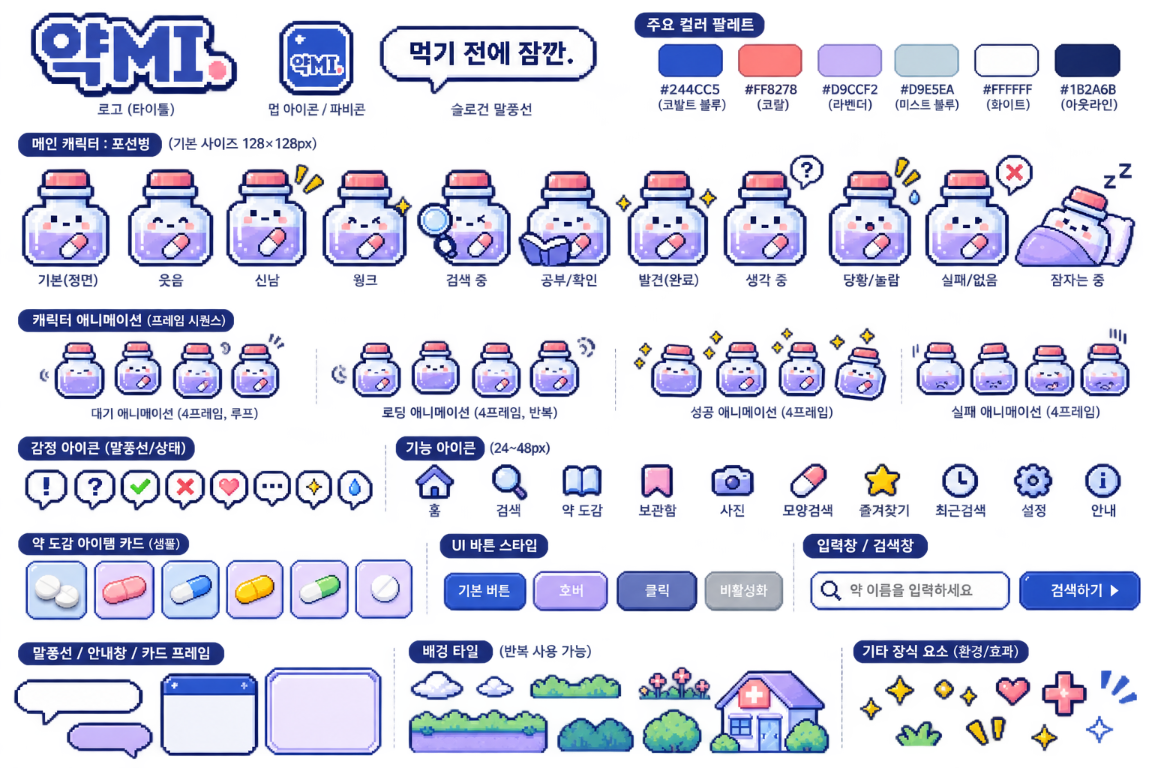 약MI.
로고 (타이틀)
약MI.
먹기 전에 잠깐.
슬로건 말풍선
주요 컬러 팔레트
#244CC5
(코발트 블루)
#FF8278
(코랄)
#D9CCF2
(라벤더)
#D9E5EA
(미스트 블루)
#FFFFFF
(화이트)
#1B2A6B
(아웃라인)
멉 아이콘 / 파비콘
메인 캐릭터 : 포션벙
(기본 사이즈 128×128px)
?
z z
기본(정면)
웃음
신남
윙크
검색 중
공부/확인
발견(완료)
생각 중
당황/놀람
실패/없음
잠자는 중
캐릭터 애니메이션 (프레임 시퀀스)
대기 애니메이션 (4프레임, 루프)
로딩 애니메이션 (4프레임, 반복)
성공 애니메이션 (4프레임)
실패 애니메이션 (4프레임)
감정 아이콘 (말풍선/상태)
! ? ...
기능 아이콘
(24~48px)
홈
검색
약 도감
보관함
사진
모양검색
즐겨찾기
최근검색
설정
안내
약 도감 아이템 카드 (샘플)
UI 버튼 스타일
기본 버튼
호버
클릭
비활성화
입력창 / 검색창
약 이름을 입력하세요
검색하기
말풍선 / 안내창 / 카드 프레임
배경 타일
(반복 사용 가능)
기타 장식 요소 (환경/효과)